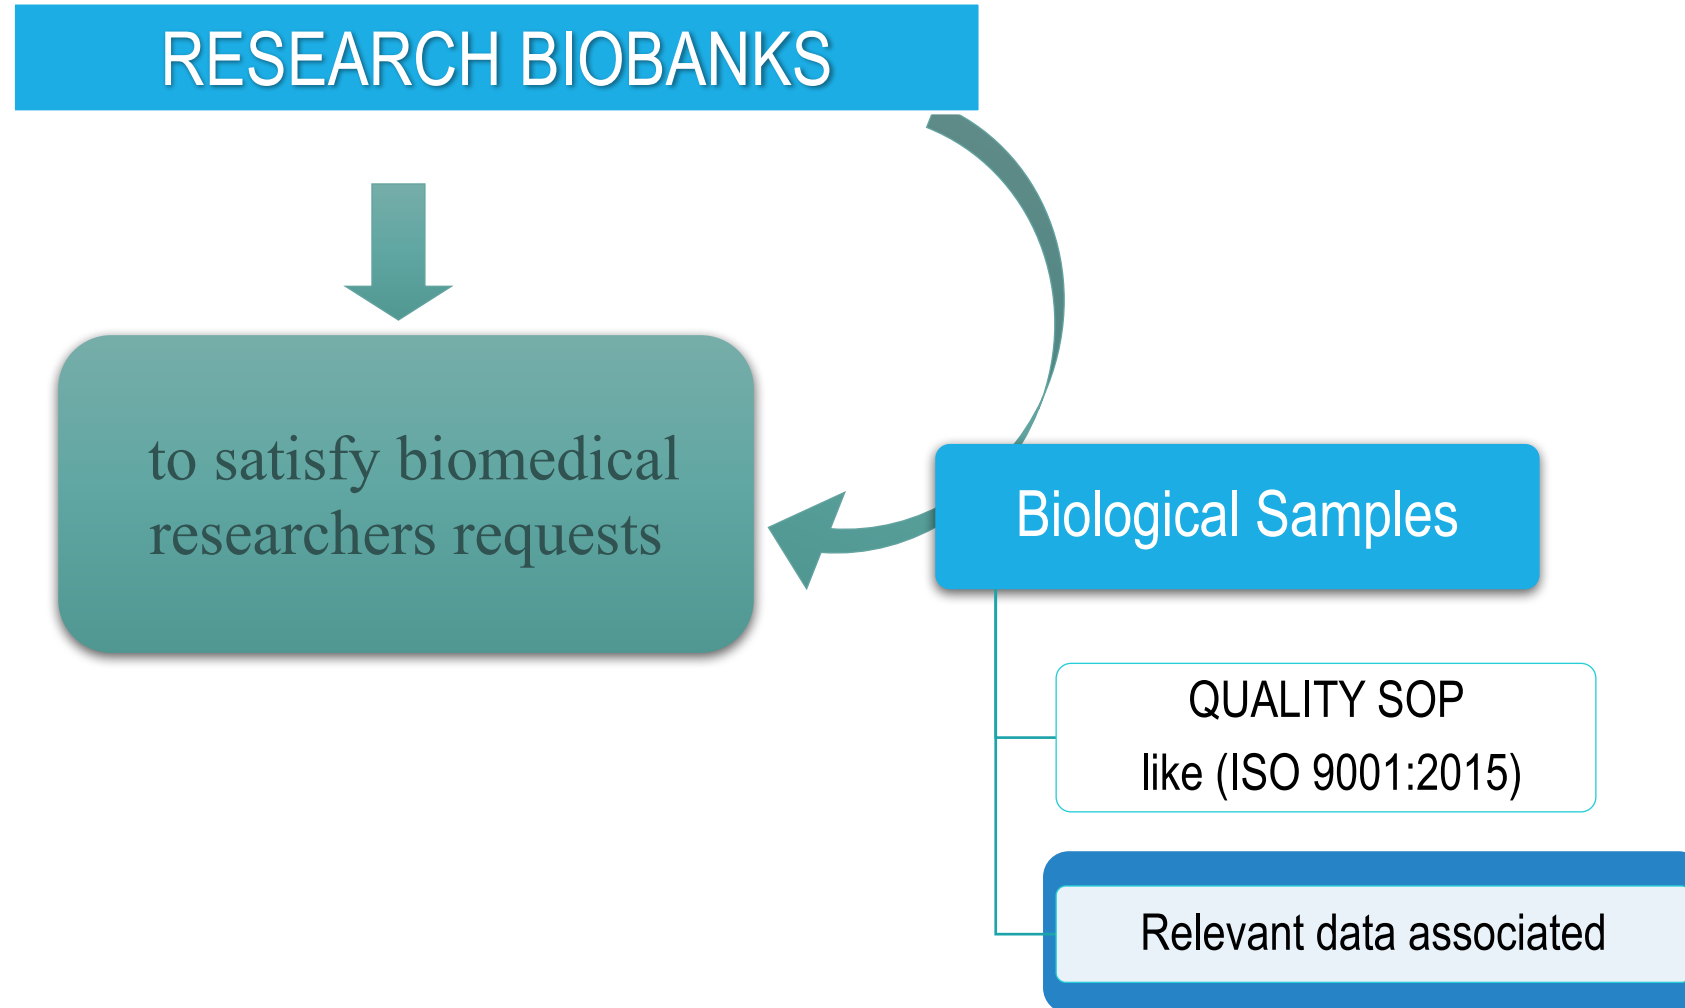 RESEARCH BIOBANKS
to satisfy biomedical
researchers requests
Biological Samples
QUALITY SOP
like (ISO 9001:2015)
Relevant data associated